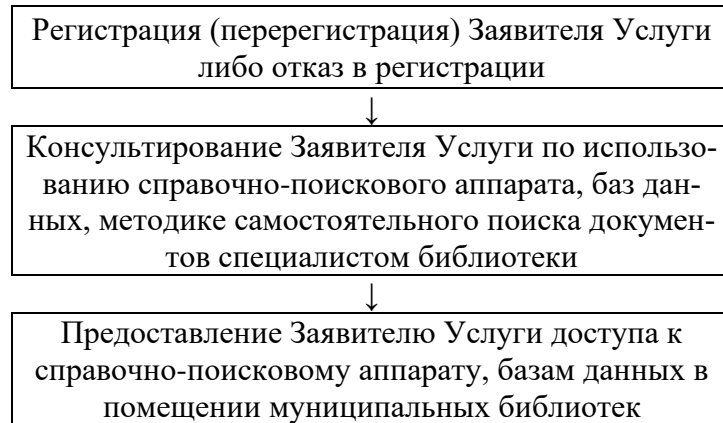 Регистрация (перерегистрация) Заявителя Услуги
либо отказ в регистрации
↓
Консультирование Заявителя Услуги по использо-
ванию справочно-поискового аппарата, баз дан-
ных, методике самостоятельного поиска докумен-
тов специалистом библиотеки
↓
Предоставление Заявителю Услуги доступа к
справочно-поисковому аппарату, базам данных в
помещении муниципальных библиотек